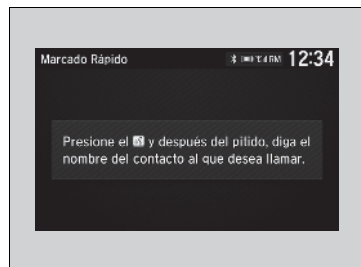 Marcado Rápido
12:34
Presione el y después del pitido, diga el
nombre del contacto al que desea llamar.